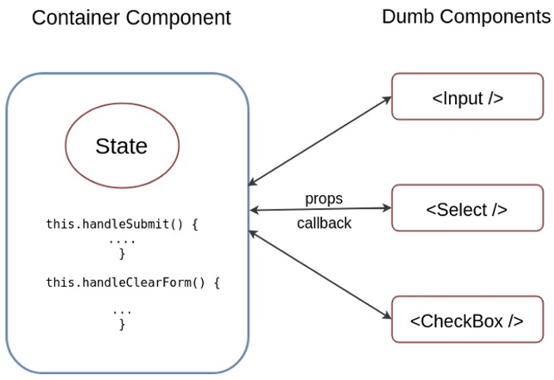 Container Component
Dumb Components
State
this.handleSubmit() {
....
}
this.handleClearForm() {
...
}
props
callback
<Input />
<Select />
<CheckBox />